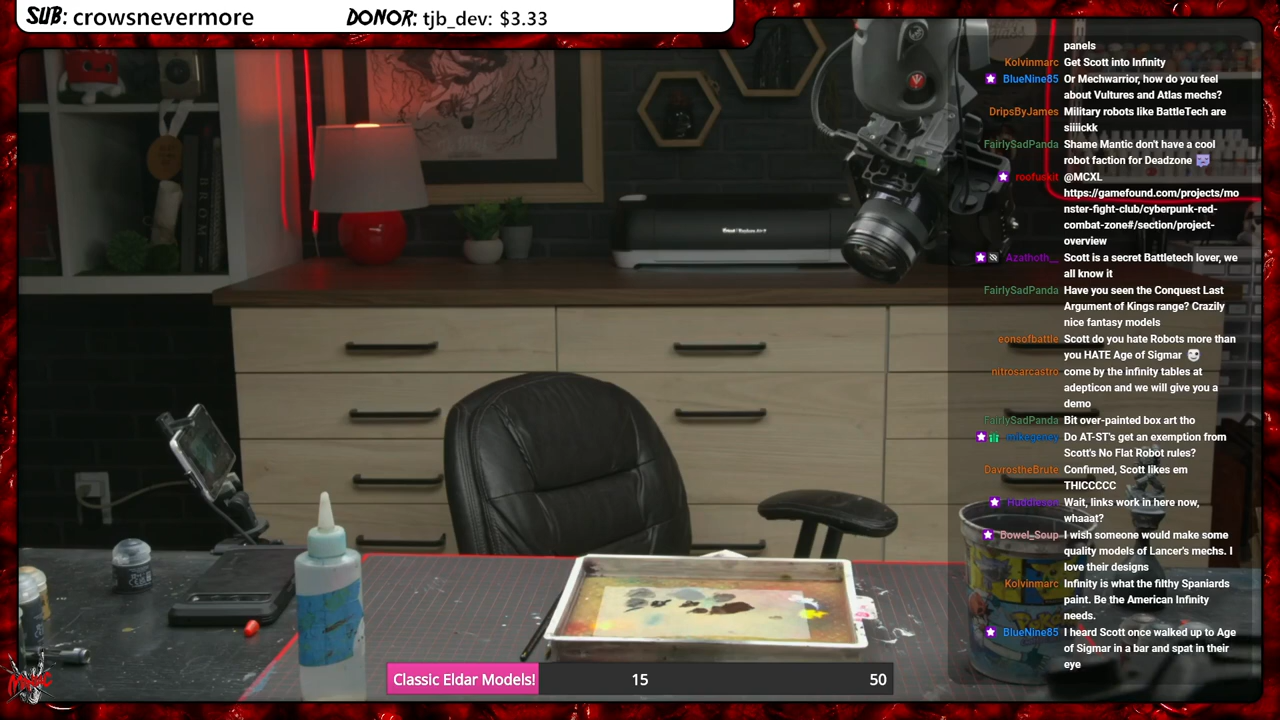 SUB: crowsnevermore
DONOR: tjb_dev: $3.33
panels
Kolvinmarc Get Scott into Infinity
BlueNine85 Or Mechwarrior, how do you feel
about Vultures and Atlas mechs?
DripsByJames Military robots like BattleTech are
siiiickk
FairlySadPanda Shame Mantic don't have a cool
robot faction for Deadzone
roofuckit @MCXL
https://gamefound.com/projects/mo
nster-fight-club/cyberpunk-red-
combat-zone#/section/project-
overview
Azathoth__ Scott is a secret Battletech lover, we
all know it
FairlySadPanda Have you seen the Conquest Last
Argument of Kings range? Crazily
nice fantasy models
eonsofbattle Scott do you hate Robots more than
you HATE Age of Sigmar
nitrosarcastro come by the infinity tables at
adepticon and we will give you a
demo
FairlySadPanda Bit over-painted box art tho
Do AT-ST's get an exemption from
Scott's No Flat Robot rules?
DavrostheBrute Confirmed, Scott likes em
THICCCCC
Wait, links work in here now,
whaaat?
Bowel_Soup I wish someone would make some
quality models of Lancer's mechs. I
love their designs
Kolvinmarc Infinity is what the filthy Spaniards
paint. Be the American Infinity
needs.
BlueNine85 I heard Scott once walked up to Age
of Sigmar in a bar and spat in their
eye
Classic Eldar Models! 15 50